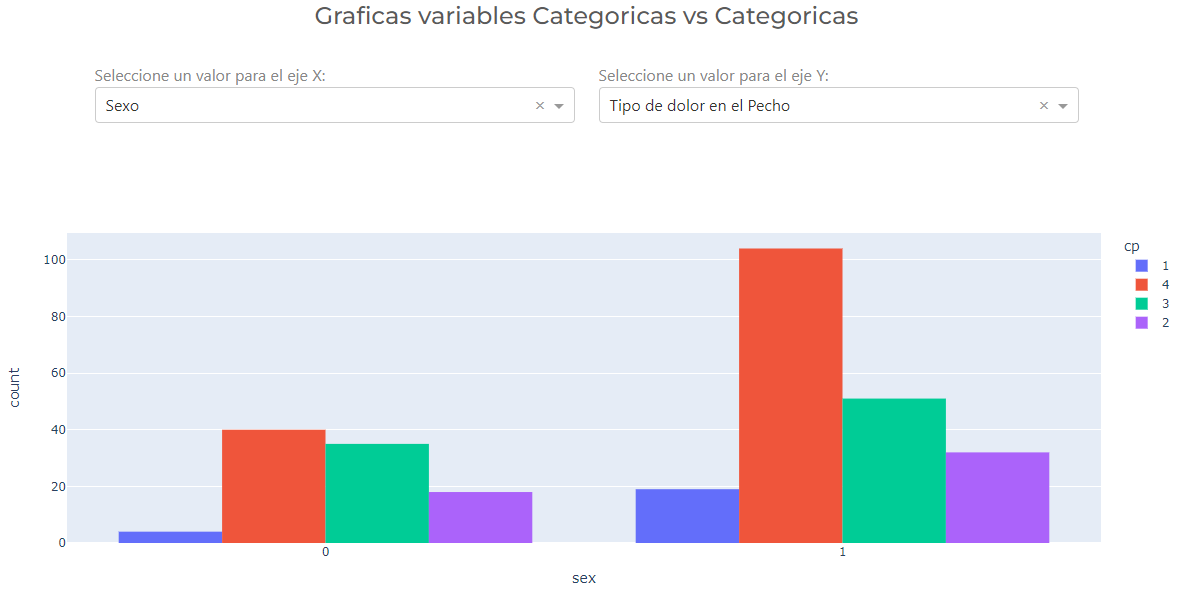 Graficas variables Categoricas vs Categoricas
Seleccione un valor para el eje X:
Seleccione un valor para el eje Y:
Sexo
×
Tipo de dolor en el Pecho
×
cp
1
4
3
2
100
80
60
40
20
0
count
0
1
sex